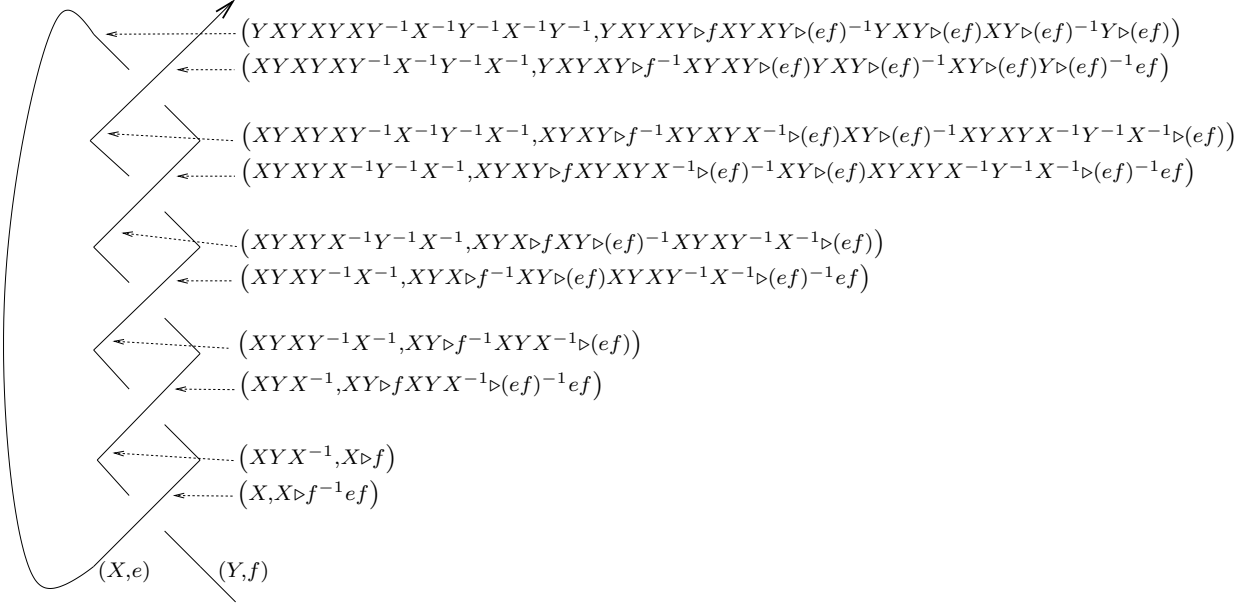 (YXYXYXY⁻¹X⁻¹Y⁻¹X⁻¹Y⁻¹,YXYXY▷fXYXY▷(ef)⁻¹YXY▷(ef)XY▷(ef)⁻¹Y▷(ef))
(XYXYXY⁻¹X⁻¹Y⁻¹X⁻¹,YXYXY▷f⁻¹XYXY▷(ef)YXY▷(ef)⁻¹XY▷(ef)Y▷(ef)⁻¹ef)
(XYXYXY⁻¹X⁻¹Y⁻¹X⁻¹,XYXY▷f⁻¹XYXYX⁻¹▷(ef)XY▷(ef)⁻¹XYXYX⁻¹Y⁻¹X⁻¹▷(ef))
(XYXYX⁻¹Y⁻¹X⁻¹,XYXY▷fXYXYX⁻¹▷(ef)⁻¹XY▷(ef)XYXYX⁻¹Y⁻¹X⁻¹▷(ef)⁻¹ef)
(XYXYX⁻¹Y⁻¹X⁻¹,XYX▷fXY▷(ef)⁻¹XYXY⁻¹X⁻¹▷(ef))
(XYXY⁻¹X⁻¹,XYX▷f⁻¹XY▷(ef)XYXY⁻¹X⁻¹▷(ef)⁻¹ef)
(XYXY⁻¹X⁻¹,XY▷f⁻¹XYX⁻¹▷(ef))
(XYX⁻¹,XY▷fXYX⁻¹▷(ef)⁻¹ef)
(XYX⁻¹,X▷f)
(X,X▷f⁻¹ef)
(X,e) (Y,f)